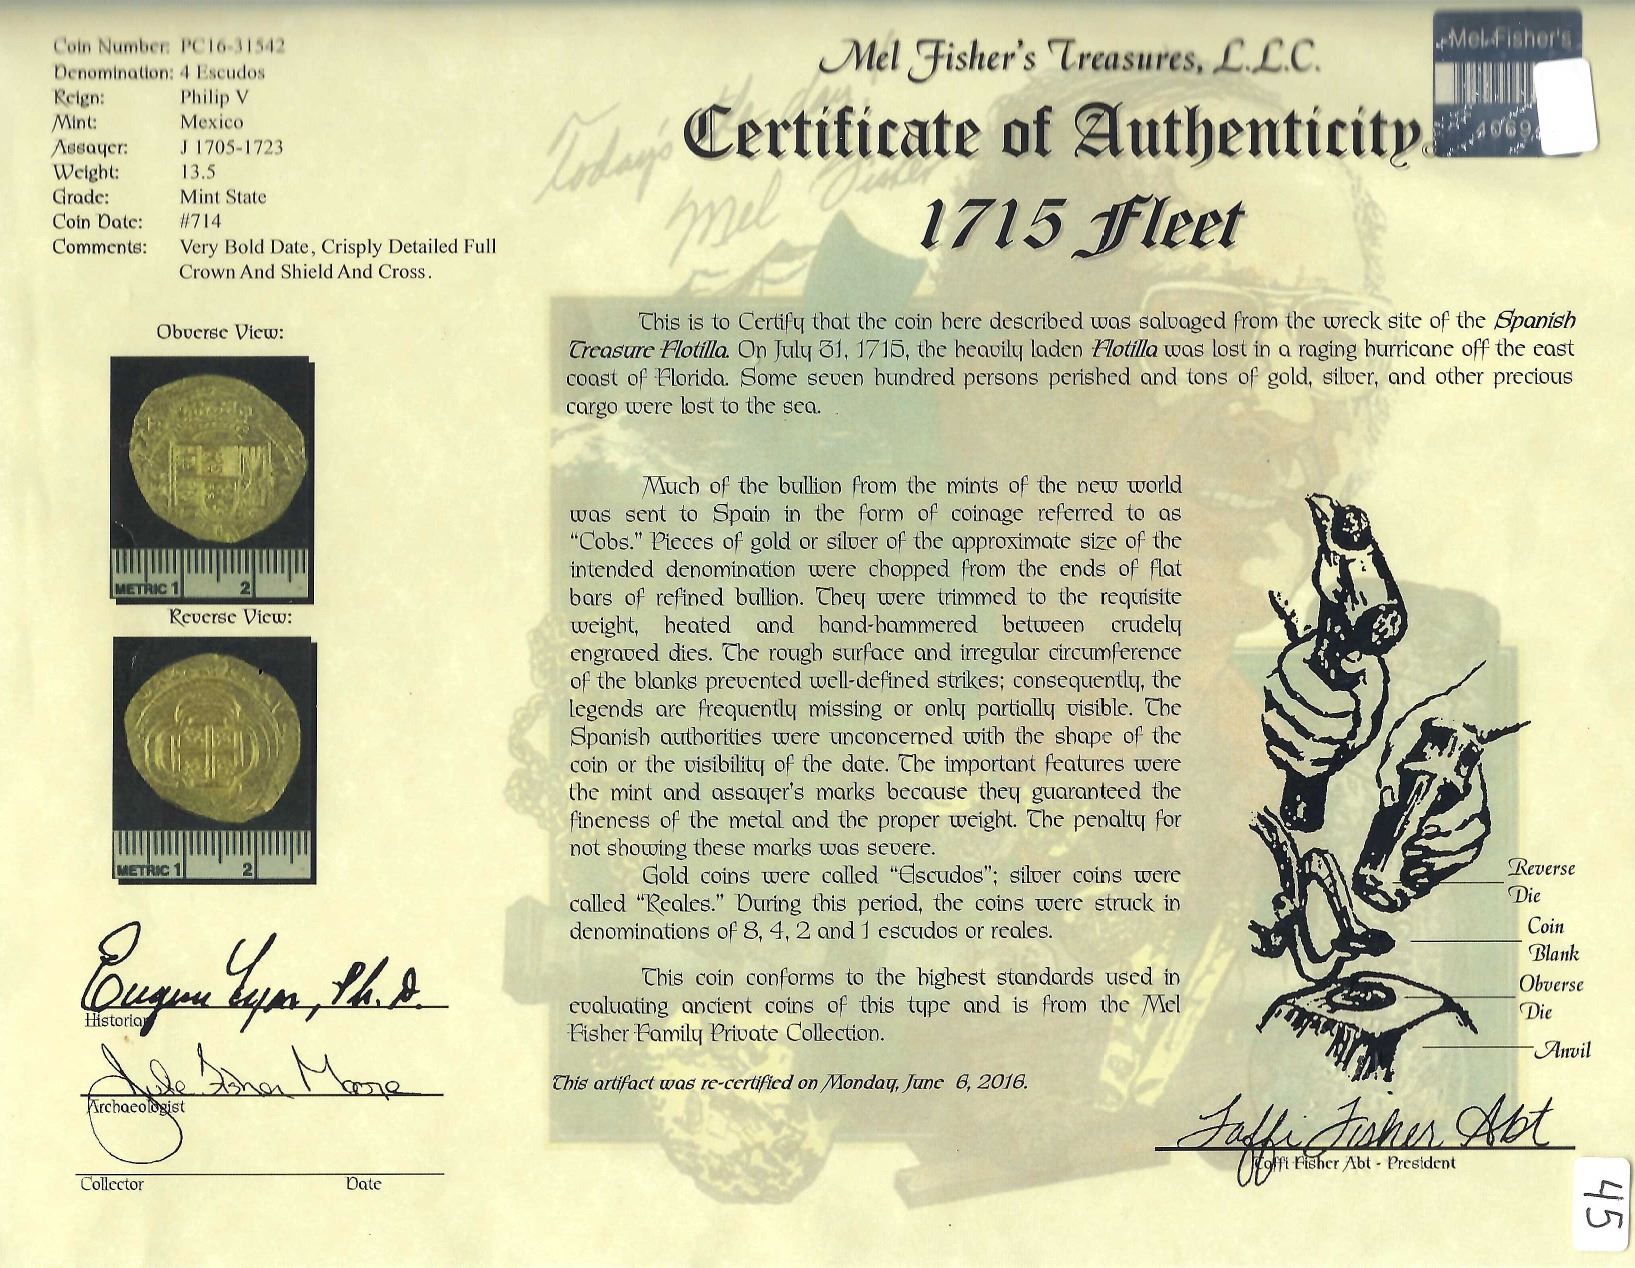 Coin Number: PC16-31542
Denomination: 4 Escudos
Reign: Philip V
Mint: Mexico
Assayer: J 1705-1723
Weight: 13.5
Grade: Mint State
Coin Date: #714
Comments: Very Bold Date, Crisply Detailed Full
Crown And Shield And Cross.
Obverse View:
METRIC 1 2
Reverse View:
METRIC 1 2
Eugene Lyon, Ph.D.
Historian
Julie Fisher Moore
Archaeologist
Collector Date
Mel Fisher's Treasures, L.L.C.
Certificate of Authenticity
1715 Fleet
Mel Fisher's
Today's the day!
Mel Fisher
This is to Certify that the coin here described was salvaged from the wreck site of the Spanish
Treasure Flotilla. On July 31, 1715, the heavily laden Flotilla was lost in a raging hurricane off the east
coast of Florida. Some seven hundred persons perished and tons of gold, silver, and other precious
cargo were lost to the sea.
Much of the bullion from the mints of the new world
was sent to Spain in the form of coinage referred to as
"Cobs." Pieces of gold or silver of the approximate size of the
intended denomination were chopped from the ends of flat
bars of refined bullion. They were trimmed to the requisite
weight, heated and hand-hammered between crudely
engraved dies. The rough surface and irregular circumference
of the blanks prevented well-defined strikes; consequently, the
legends are frequently missing or only partially visible. The
Spanish authorities were unconcerned with the shape of the
coin or the visibility of the date. The important features were
the mint and assayer's marks because they guaranteed the
fineness of the metal and the proper weight. The penalty for
not showing these marks was severe.
Gold coins were called "Escudos"; silver coins were
called "Reales." During this period, the coins were struck in
denominations of 8, 4, 2 and 1 escudos or reales.
This coin conforms to the highest standards used in
evaluating ancient coins of this type and is from the Mel
Fisher Family Private Collection.
This artifact was re-certified on Monday, June 6, 2016.
Reverse
Die
Coin
Blank
Obverse
Die
Anvil
Taffi Fisher Abt
Taffi Fisher Abt - President
45